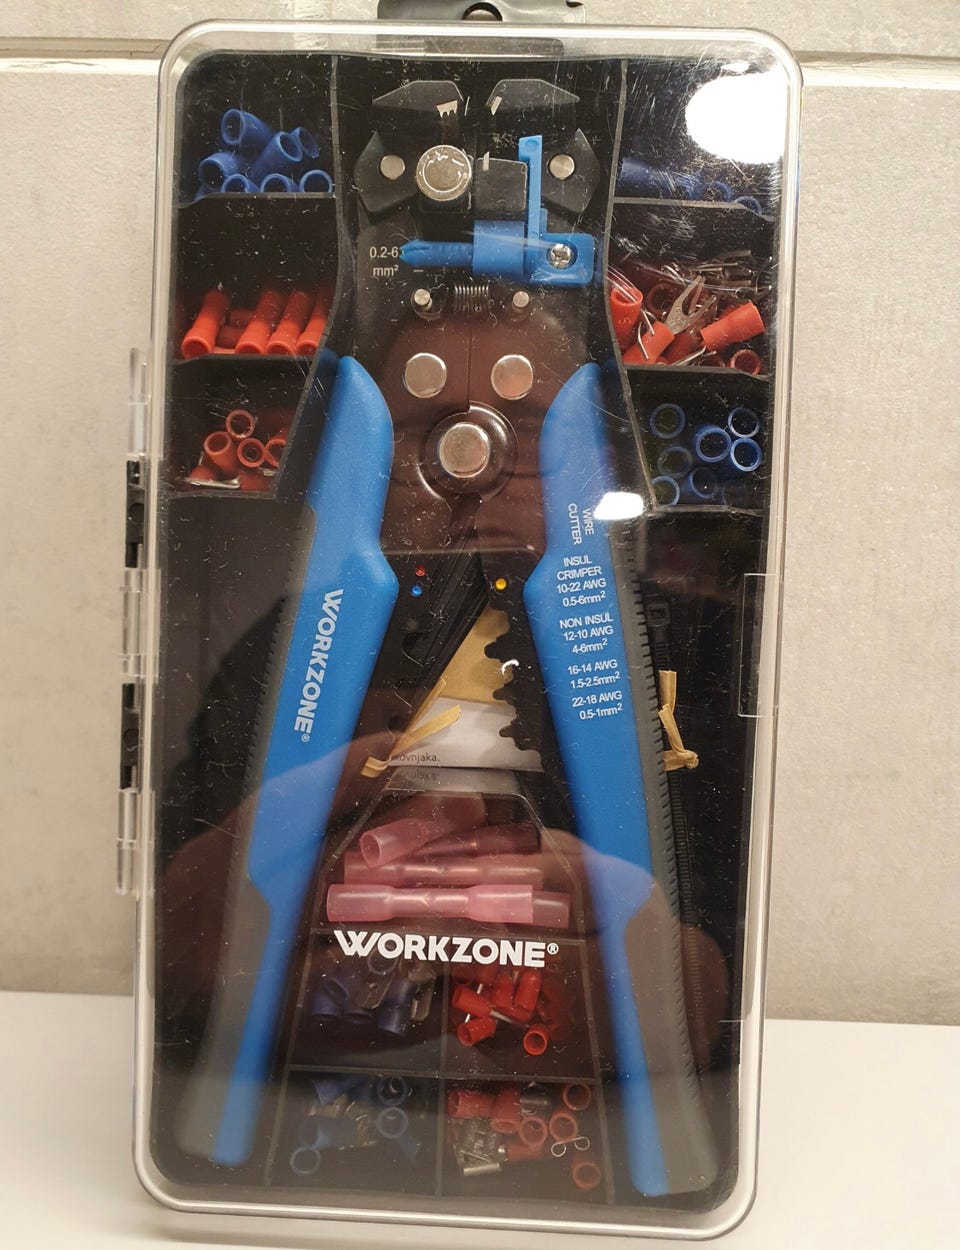 0.2-6
mm²
WIRE
CUTTER
INSUL
CRIMPER
10-22 AWG
0.5-6mm²
NON INSUL
12-10 AWG
4-6mm²
16-14 AWG
1.5-2.5mm²
22-18 AWG
0.5-1mm²
WORKZONE®
WORKZONE®